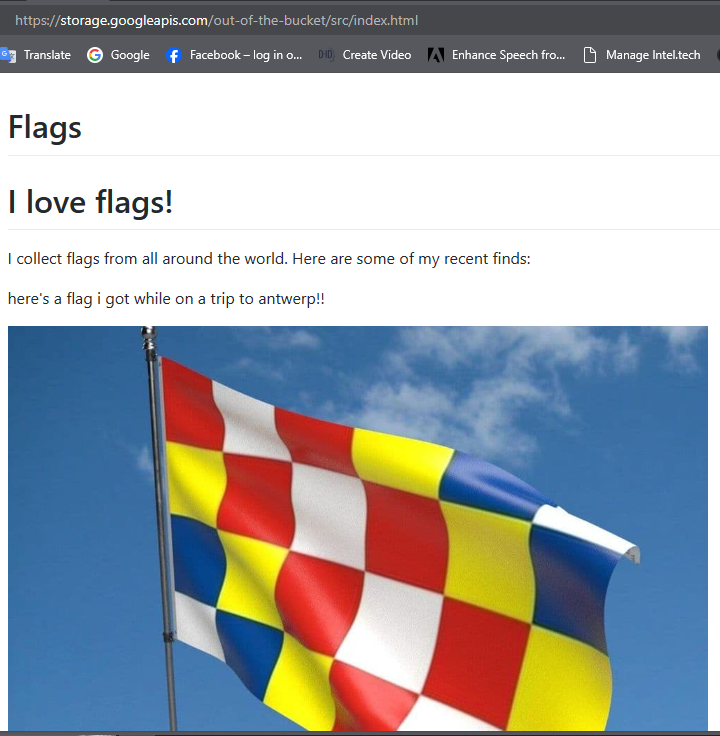 https://storage.googleapis.com/out-of-the-bucket/src/index.html
Translate Google Facebook – log in o... Create Video Enhance Speech fro... Manage Intel.tech
Flags
I love flags!
I collect flags from all around the world. Here are some of my recent finds:
here's a flag i got while on a trip to antwerp!!